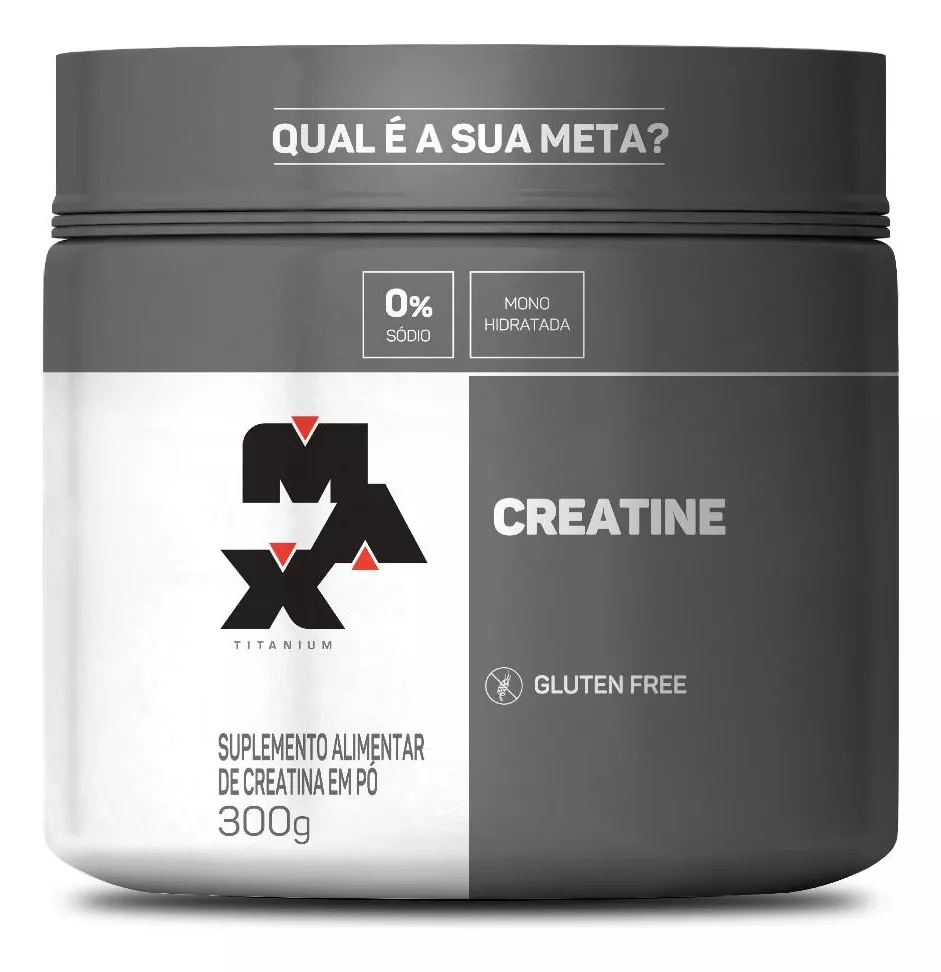 QUAL É A SUA META?
0%
SÓDIO
MONO
HIDRATADA
MAX
TITANIUM
CREATINE
GLUTEN FREE
SUPLEMENTO ALIMENTAR
DE CREATINA EM PÓ
300g